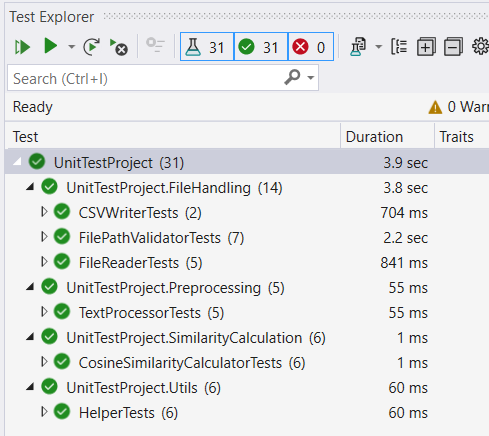 Test Explorer
31 31 0
Search (Ctrl+I)
Ready 0 Warn
Test Duration Traits
UnitTestProject (31) 3.9 sec
UnitTestProject.FileHandling (14) 3.8 sec
CSVWriterTests (2) 704 ms
FilePathValidatorTests (7) 2.2 sec
FileReaderTests (5) 841 ms
UnitTestProject.Preprocessing (5) 55 ms
TextProcessorTests (5) 55 ms
UnitTestProject.SimilarityCalculation (6) 1 ms
CosineSimilarityCalculatorTests (6) 1 ms
UnitTestProject.Utils (6) 60 ms
HelperTests (6) 60 ms